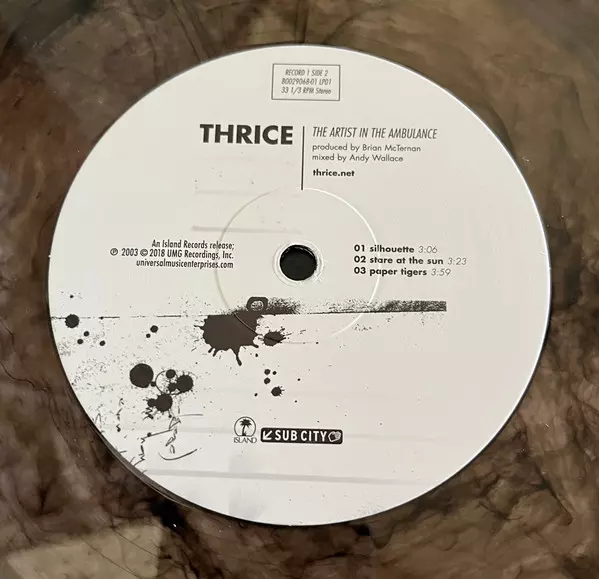 RECORD 1 SIDE 2
B0029068-01 LP01
33 1/3 RPM Stereo
THRICE
THE ARTIST IN THE AMBULANCE
produced by Brian McTernan
mixed by Andy Wallace
thrice.net
An Island Records release;
℗ 2003 © 2018 UMG Recordings, Inc.
universalmusicenterprises.com
01 silhouette 3:06
02 stare at the sun 3:23
03 paper tigers 3:59
ISLAND
SUB CITY